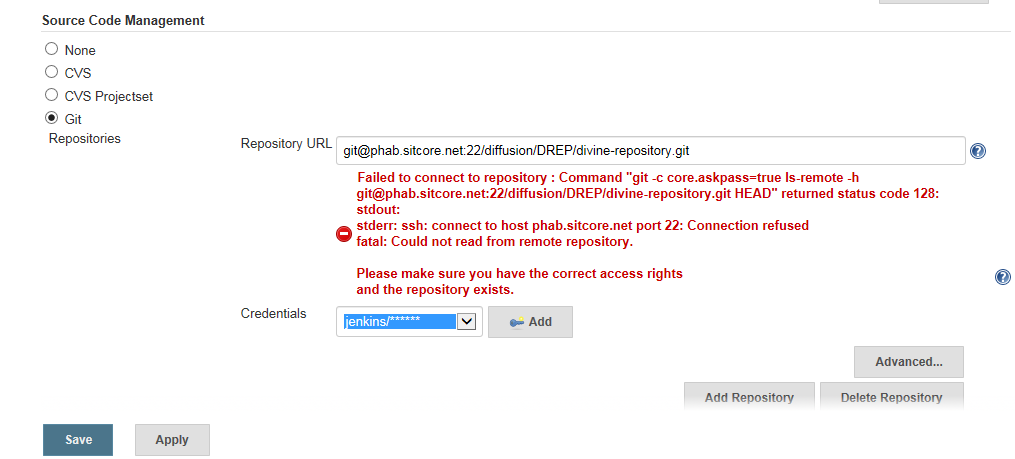 Source Code Management
None
CVS
CVS Projectset
Git
Repositories
Repository URL
git@phab.sitcore.net:22/diffusion/DREP/divine-repository.git
Failed to connect to repository : Command "git -c core.askpass=true ls-remote -h
git@phab.sitcore.net:22/diffusion/DREP/divine-repository.git HEAD" returned status code 128:
stdout:
stderr: ssh: connect to host phab.sitcore.net port 22: Connection refused
fatal: Could not read from remote repository.
Please make sure you have the correct access rights
and the repository exists.
Credentials
jenkins/******
Add
Advanced...
Add Repository
Delete Repository
Save
Apply